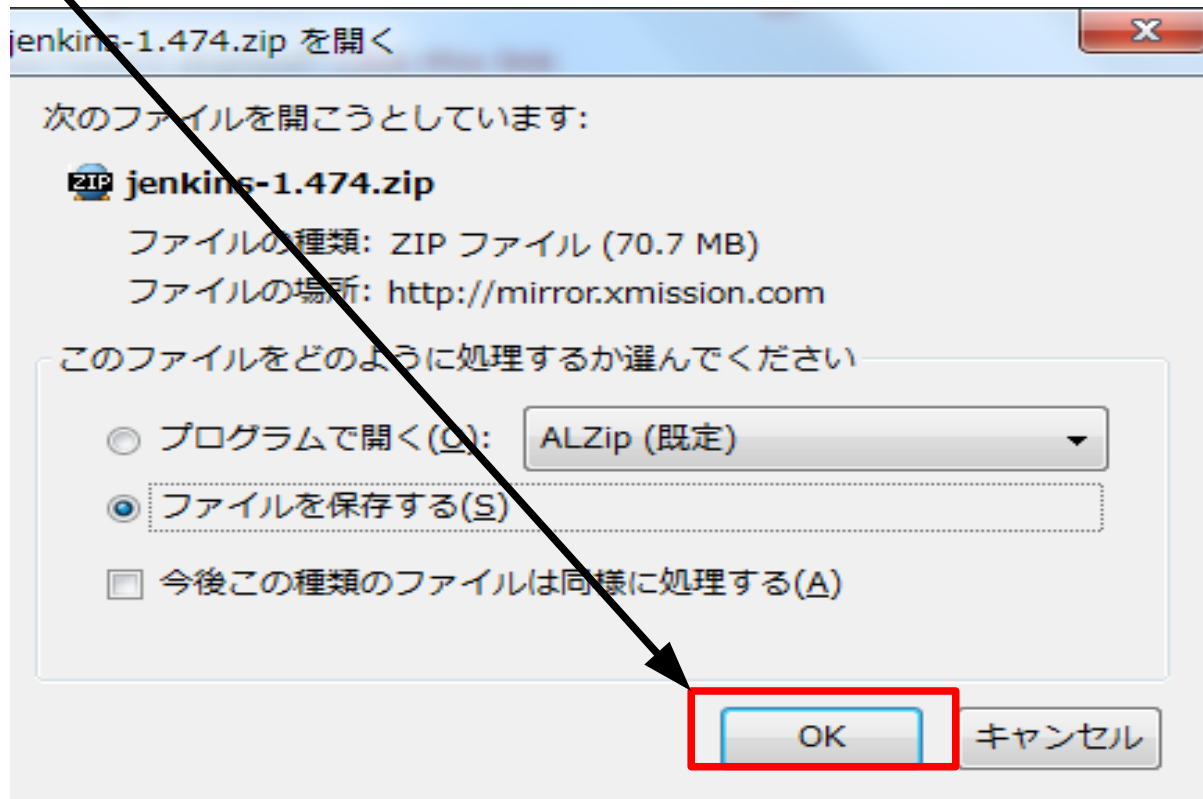 jenkins-1.474.zip を開く
次のファイルを開こうとしています:
ZIP jenkins-1.474.zip
ファイルの種類: ZIP ファイル (70.7 MB)
ファイルの場所: http://mirror.xmission.com
このファイルをどのように処理するか選んでください
プログラムで開く(O): ALZip (既定)
ファイルを保存する(S)
今後この種類のファイルは同様に処理する(A)
OK キャンセル